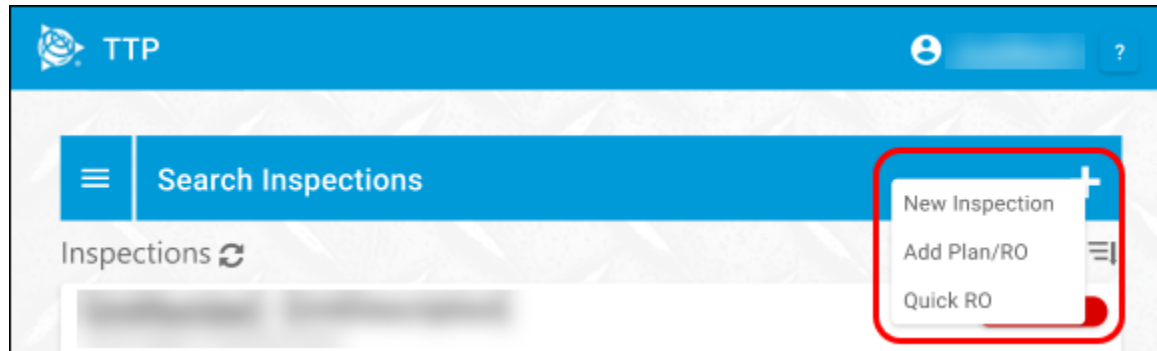 TTP
?
Search Inspections
New Inspection
Inspections
Add Plan/RO
Quick RO